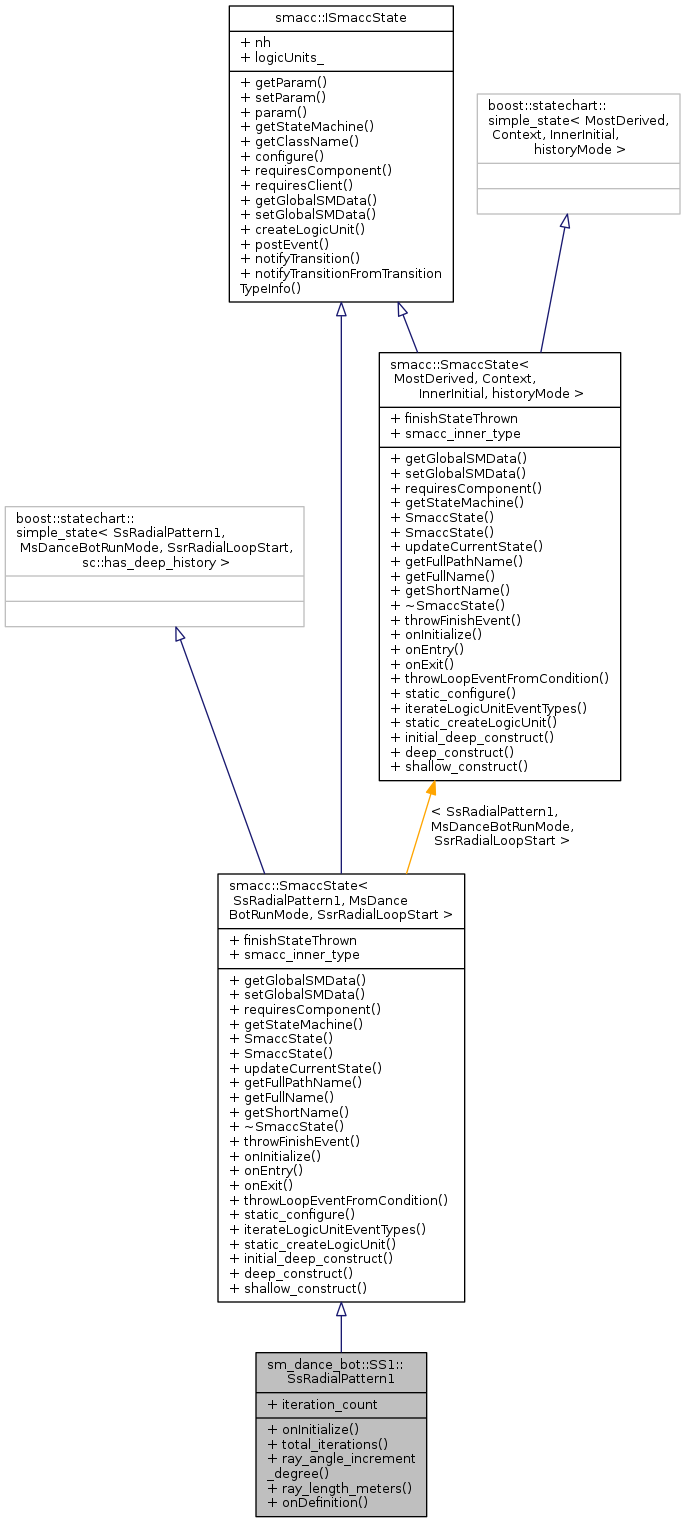 smacc::ISmaccState
+ nh
+ logicUnits_
+ getParam()
+ setParam()
+ param()
+ getStateMachine()
+ getClassName()
+ configure()
+ requiresComponent()
+ requiresClient()
+ getGlobalSMData()
+ setGlobalSMData()
+ createLogicUnit()
+ postEvent()
+ notifyTransition()
+ notifyTransitionFromTransition
TypeInfo()
boost::statechart::
simple_state< MostDerived,
Context, InnerInitial,
historyMode >
smacc::SmaccState<
MostDerived, Context,
InnerInitial, historyMode >
+ finishStateThrown
+ smacc_inner_type
+ getGlobalSMData()
+ setGlobalSMData()
+ requiresComponent()
+ getStateMachine()
+ SmaccState()
+ SmaccState()
+ updateCurrentState()
+ getFullPathName()
+ getFullName()
+ getShortName()
+ ~SmaccState()
+ throwFinishEvent()
+ onInitialize()
+ onEntry()
+ onExit()
+ throwLoopEventFromCondition()
+ static_configure()
+ iterateLogicUnitEventTypes()
+ static_createLogicUnit()
+ initial_deep_construct()
+ deep_construct()
+ shallow_construct()
boost::statechart::
simple_state< SsRadialPattern1,
MsDanceBotRunMode, SsrRadialLoopStart,
sc::has_deep_history >
< SsRadialPattern1,
MsDanceBotRunMode,
SsrRadialLoopStart >
smacc::SmaccState<
SsRadialPattern1, MsDance
BotRunMode, SsrRadialLoopStart >
+ finishStateThrown
+ smacc_inner_type
+ getGlobalSMData()
+ setGlobalSMData()
+ requiresComponent()
+ getStateMachine()
+ SmaccState()
+ SmaccState()
+ updateCurrentState()
+ getFullPathName()
+ getFullName()
+ getShortName()
+ ~SmaccState()
+ throwFinishEvent()
+ onInitialize()
+ onEntry()
+ onExit()
+ throwLoopEventFromCondition()
+ static_configure()
+ iterateLogicUnitEventTypes()
+ static_createLogicUnit()
+ initial_deep_construct()
+ deep_construct()
+ shallow_construct()
sm_dance_bot::SS1::
SsRadialPattern1
+ iteration_count
+ onInitialize()
+ total_iterations()
+ ray_angle_increment
_degree()
+ ray_length_meters()
+ onDefinition()